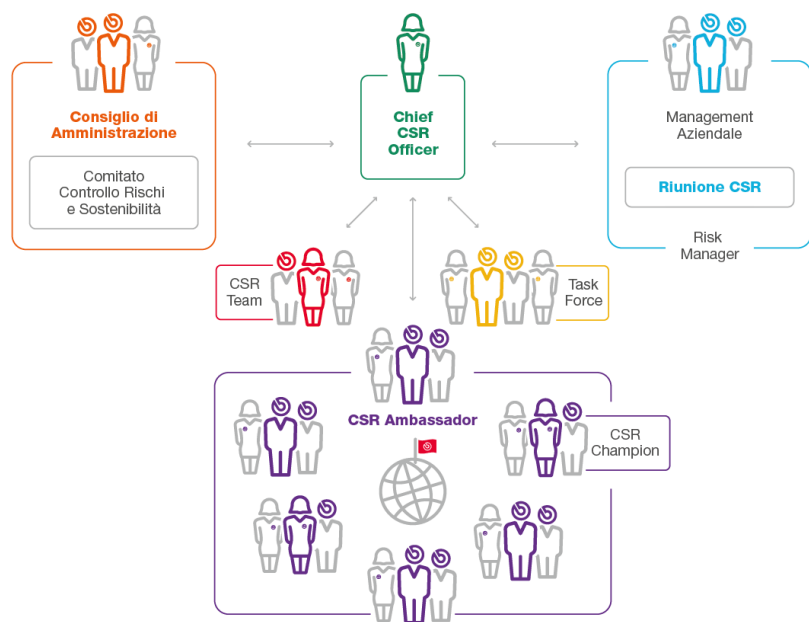 Consiglio di
Amministrazione
Comitato
Controllo Rischi
e Sostenibilità
Chief
CSR
Officer
Management
Aziendale
Riunione CSR
Risk
Manager
CSR
Team
Task
Force
CSR Ambassador
CSR
Champion